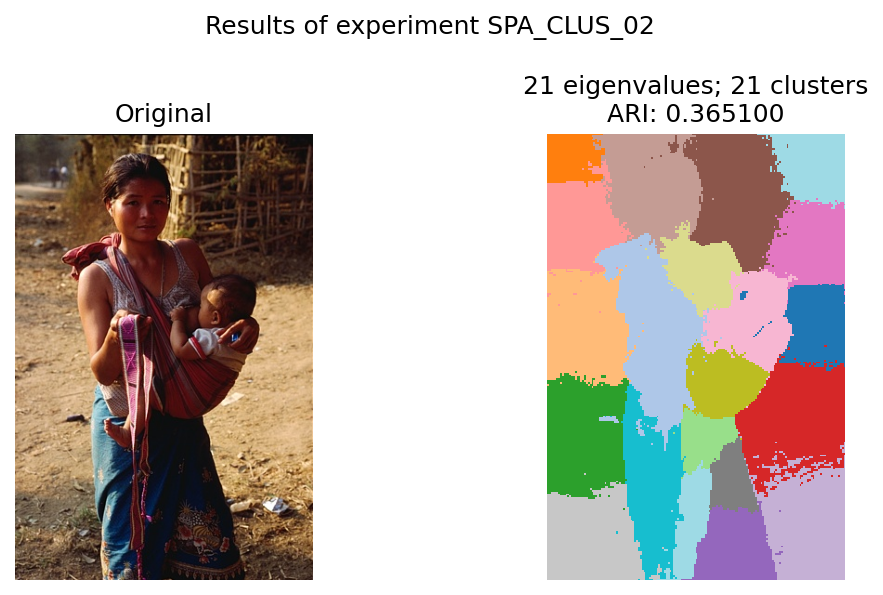 Results of experiment SPA_CLUS_02
Original
21 eigenvalues; 21 clusters
ARI: 0.365100